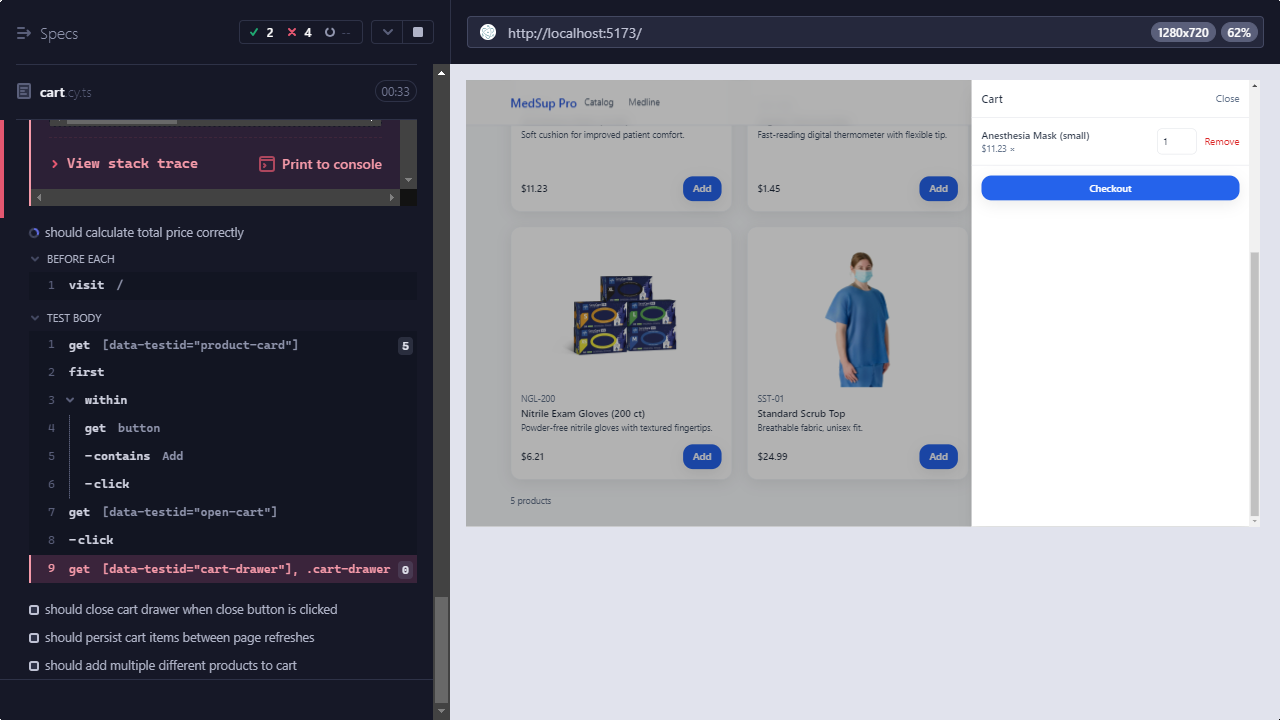 Specs
2
4
--
cart.cy.ts
00:33
View stack trace
Print to console
should calculate total price correctly
BEFORE EACH
1 visit /
TEST BODY
1 get [data-testid="product-card"] 5
2 first
3 within
4 get button
5 -contains Add
6 -click
7 get [data-testid="open-cart"]
8 -click
9 get [data-testid="cart-drawer"], .cart-drawer 0
should close cart drawer when close button is clicked
should persist cart items between page refreshes
should add multiple different products to cart
http://localhost:5173/
1280x720
62%
MedSup Pro
Catalog
Medline
Soft cushion for improved patient comfort.
$11.23
Add
Fast-reading digital thermometer with flexible tip.
$1.45
Add
NGL-200
Nitrile Exam Gloves (200 ct)
Powder-free nitrile gloves with textured fingertips.
$6.21
Add
SST-01
Standard Scrub Top
Breathable fabric, unisex fit.
$24.99
Add
5 products
Cart
Close
Anesthesia Mask (small)
$11.23 ×
1
Remove
Checkout